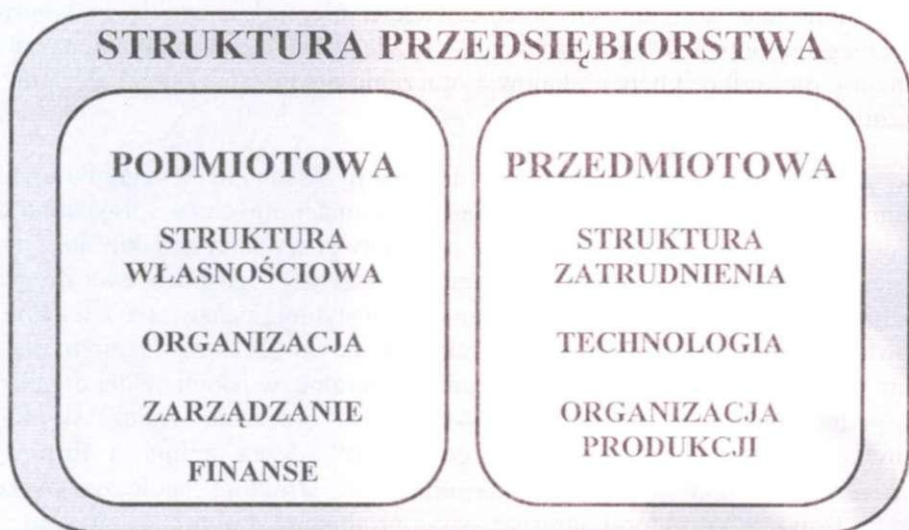 STRUKTURA PRZEDSIĘBIORSTWA
PODMIOTOWA
STRUKTURA
WŁASNOŚCIOWA
ORGANIZACJA
ZARZĄDZANIE
FINANSE
PRZEDMIOTOWA
STRUKTURA
ZATRUDNIENIA
TECHNOLOGIA
ORGANIZACJA
PRODUKCJI